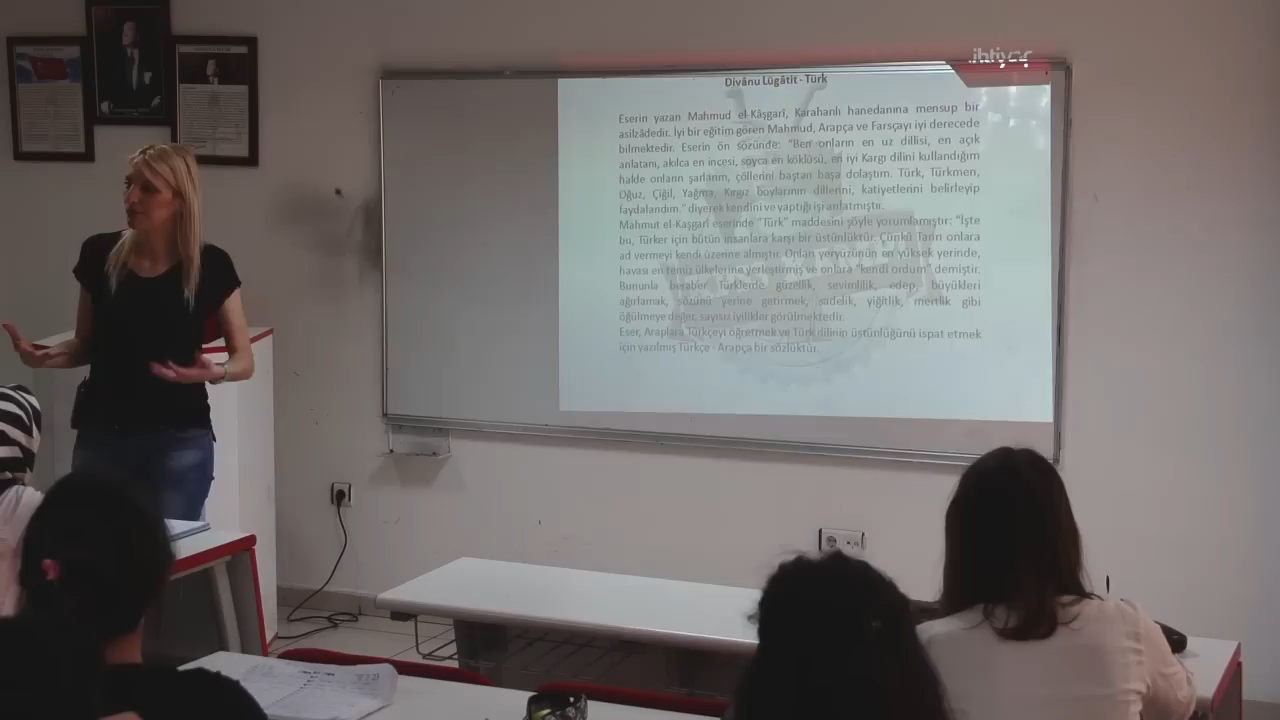 ihtiyaç
Divânu Lügâtit - Türk
Eserin yazan Mahmud el-Kâşgarî, Karahanlı hanedanına mensup bir
asilzâdedir. İyi bir eğitim gören Mahmud, Arapça ve Farsçayı iyi derecede
bilmektedir. Eserin ön sözünde: “Ben onların en uz dillisi, en açık
anlatanı, akılca en incesi, soyca en köklüsü, en iyi Kargı dilini kullandığım
halde onların şarlarını, çöllerini baştan başa dolaştım. Türk, Türkmen,
Oğuz, Çiğil, Yağma, Kırgız boylarının dillerini, katiyetlerini belirleyip
faydalandım.” diyerek kendini ve yaptığı işi anlatmıştır.
Mahmut el-Kaşgarî eserinde “Türk” maddesini şöyle yorumlamıştır: “İşte
bu, Türker için bütün insanlara karşı bir üstünlüktür. Çünkü Tanrı onlara
ad vermeyi kendi üzerine almıştır. Onları yeryüzünün en yüksek yerinde,
havası en temiz ülkelerine yerleştirmiş ve onlara “kendi ordum” demiştir.
Bununla beraber Türklerde güzellik, sevimlilik, edep, büyükleri
ağırlamak, sözünü yerine getirmek, sadelik, yiğitlik, mertlik gibi
öğülmeye değer, sayısız iyilikler görülmektedir.
Eser, Araplara Türkçeyi öğretmek ve Türk dilinin üstünlüğünü ispat etmek
için yazılmış Türkçe - Arapça bir sözlüktür.